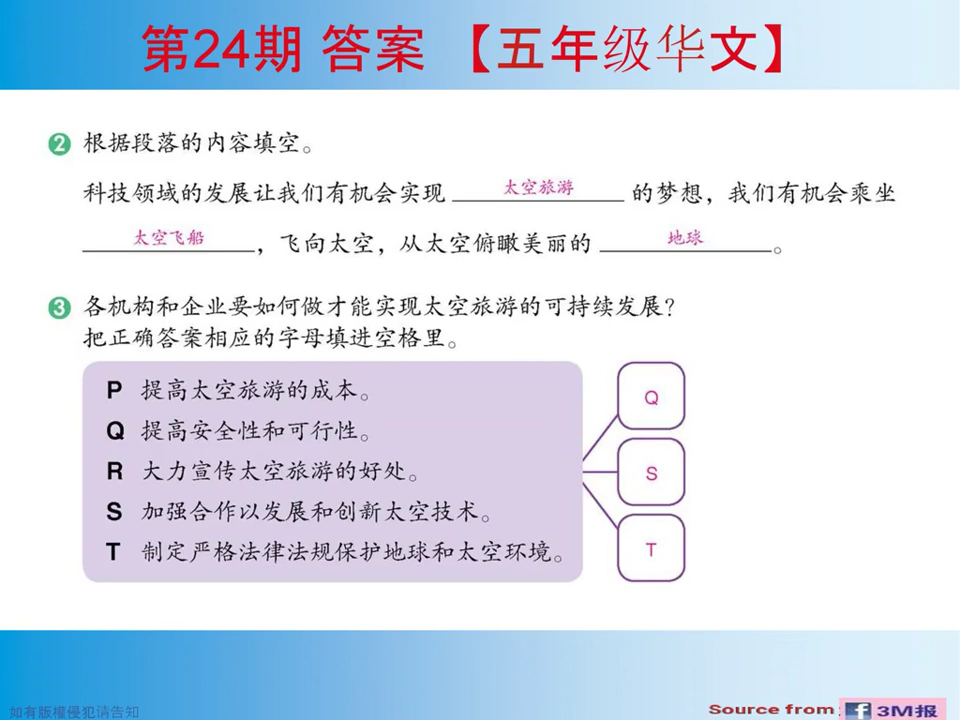 第24期 答案 【五年级华文】
2 根据段落的内容填空。
科技领域的发展让我们有机会实现 太空旅游 的梦想，我们有机会乘坐
太空飞船 ，飞向太空，从太空俯瞰美丽的 地球 。
3 各机构和企业要如何做才能实现太空旅游的可持续发展？
把正确答案相应的字母填进空格里。
P 提高太空旅游的成本。
Q 提高安全性和可行性。
R 大力宣传太空旅游的好处。
S 加强合作以发展和创新太空技术。
T 制定严格法律法规保护地球和太空环境。
Q
S
T
如有版權侵犯请告知
Source from : f 3M报